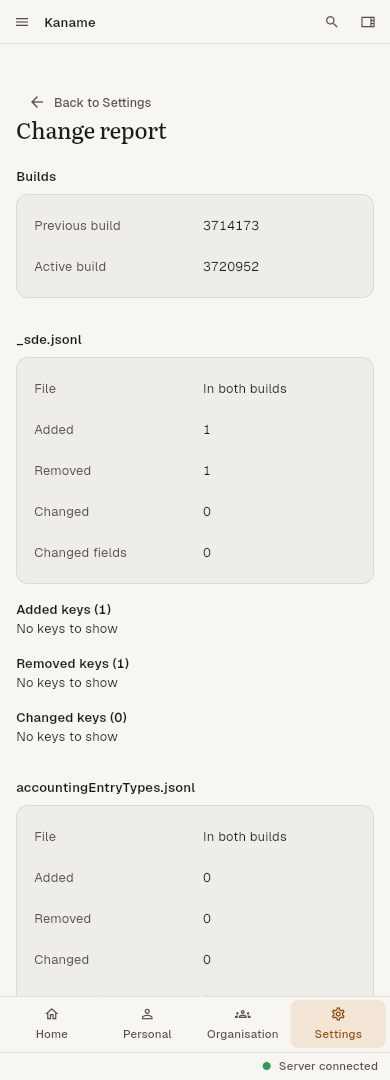 Kaname
Back to Settings
Change report
Builds
Previous build 3714173
Active build 3720952
_sde.jsonl
File In both builds
Added 1
Removed 1
Changed 0
Changed fields 0
Added keys (1)
No keys to show
Removed keys (1)
No keys to show
Changed keys (0)
No keys to show
accountingEntryTypes.jsonl
File In both builds
Added 0
Removed 0
Changed 0
Home Personal Organisation Settings
Server connected